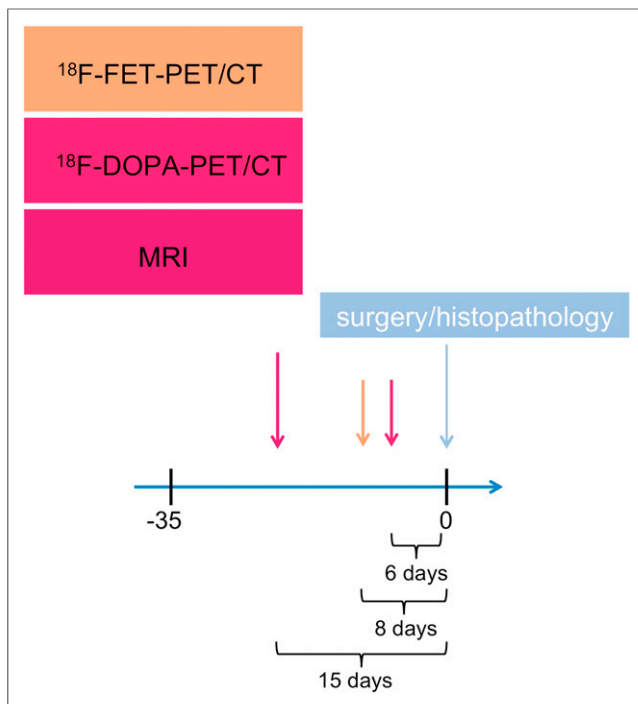 ¹⁸F-FET-PET/CT
¹⁸F-DOPA-PET/CT
MRI
surgery/histopathology
-35
0
6 days
8 days
15 days